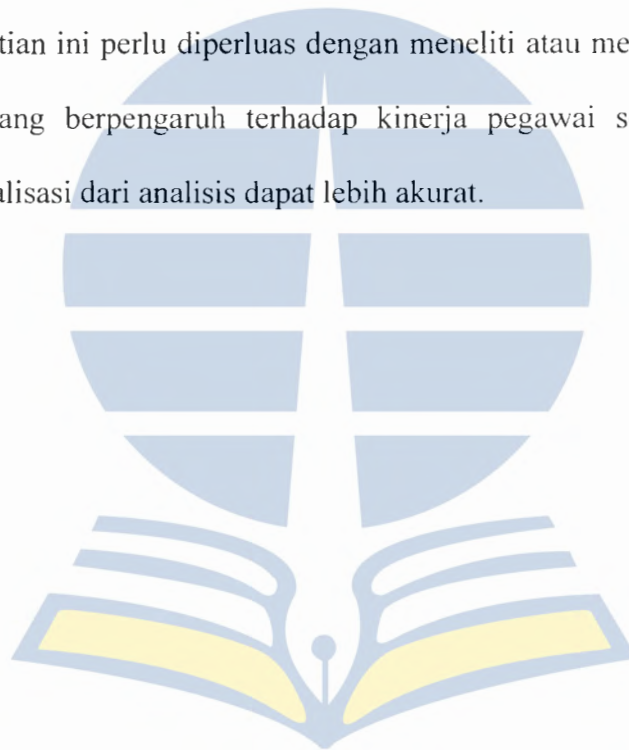 tian ini perlu diperluas dengan meneliti atau me
ang berpengaruh terhadap kinerja pegawai s
alisasi dari analisis dapat lebih akurat.